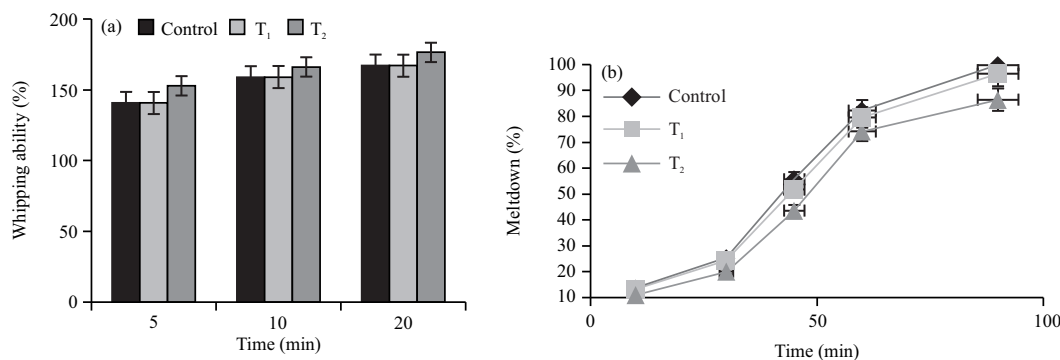 (a)
Control T₁ T₂
Whipping ability (%)
200
150
150
50
0
5 10 20
Time (min)
(b)
Control
T₁
T₂
Meltdown (%)
100
90
80
70
60
50
40
30
20
10
0 50 100
Time (min)